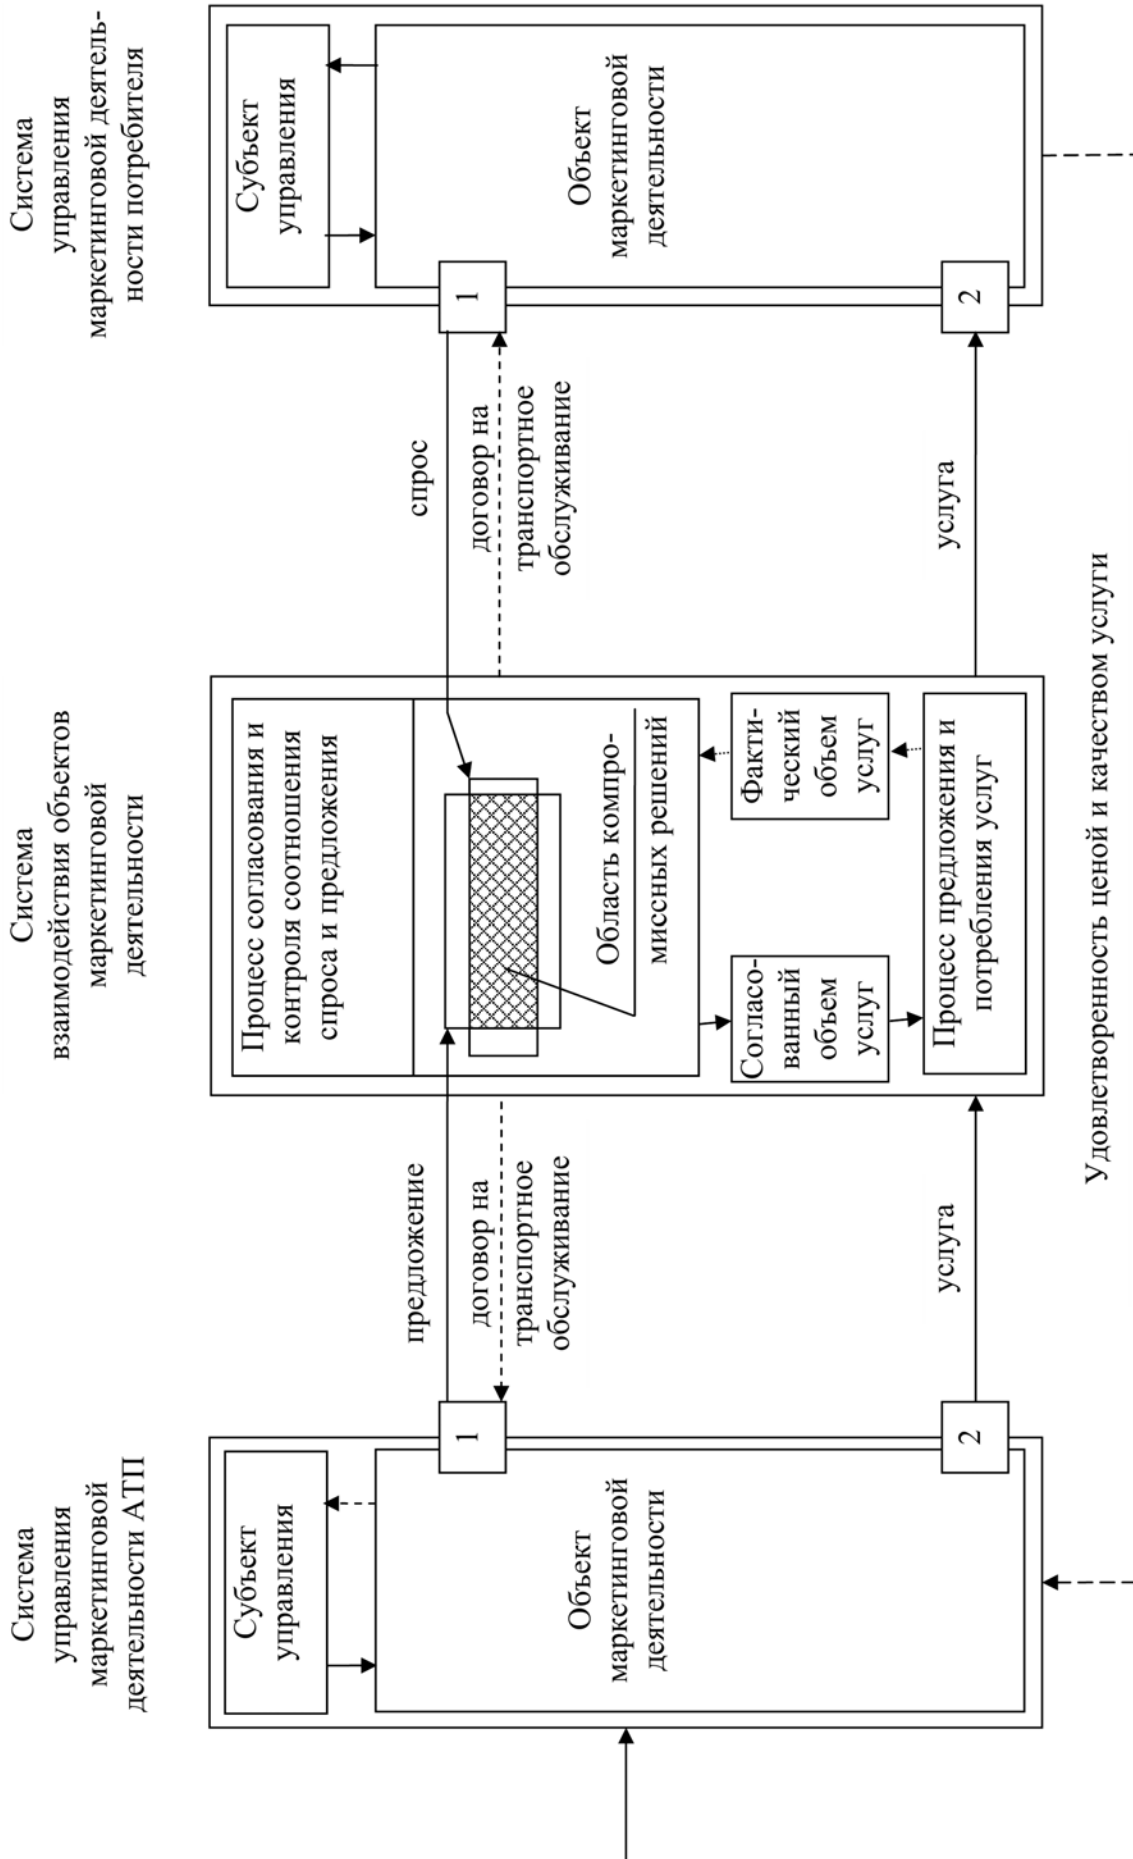 Система
управления
маркетинговой
деятельности АТП
Субъект
управления
Объект
маркетинговой
деятельности
1
2
предложение
договор на
транспортное
обслуживание
услуга
Система
взаимодействия объектов
маркетинговой
деятельности
Процесс согласования и
контроля соотношения
спроса и предложения
Область компро-
миссных решений
Согласо-
ванный
объем
услуг
Факти-
ческий
объем
услуг
Процесс предложения и
потребления услуг
спрос
договор на
транспортное
обслуживание
услуга
Система
управления
маркетинговой деятель-
ности потребителя
Субъект
управления
Объект
маркетинговой
деятельности
1
2
Удовлетворенность ценой и качеством услуги